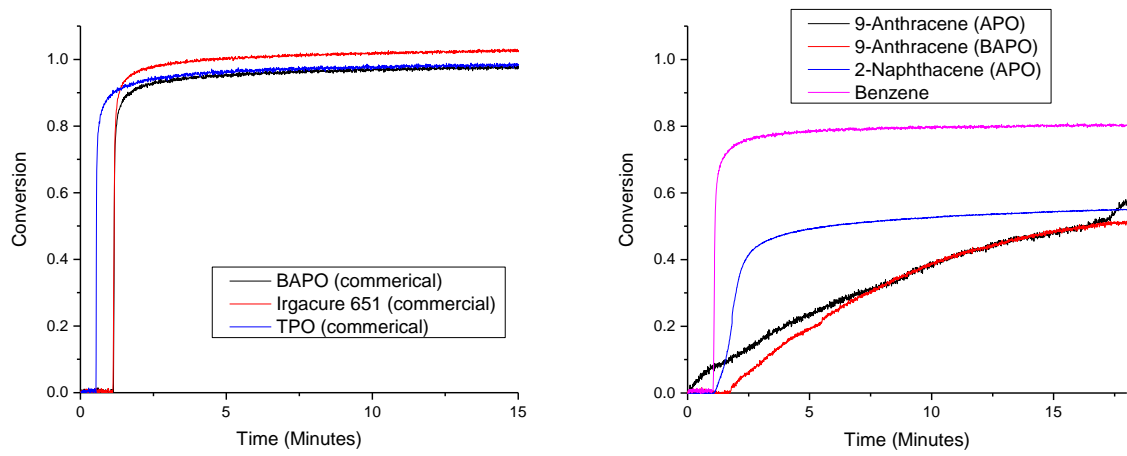 1.0
0.8
0.6
0.4
0.2
0.0
Conversion
BAPO (commerical)
Irgacure 651 (commercial)
TPO (commerical)
0
5
10
15
Time (Minutes)
9-Anthracene (APO)
9-Anthracene (BAPO)
2-Naphthacene (APO)
Benzene
1.0
0.8
0.6
0.4
0.2
0.0
Conversion
0
5
10
15
Time (Minutes)